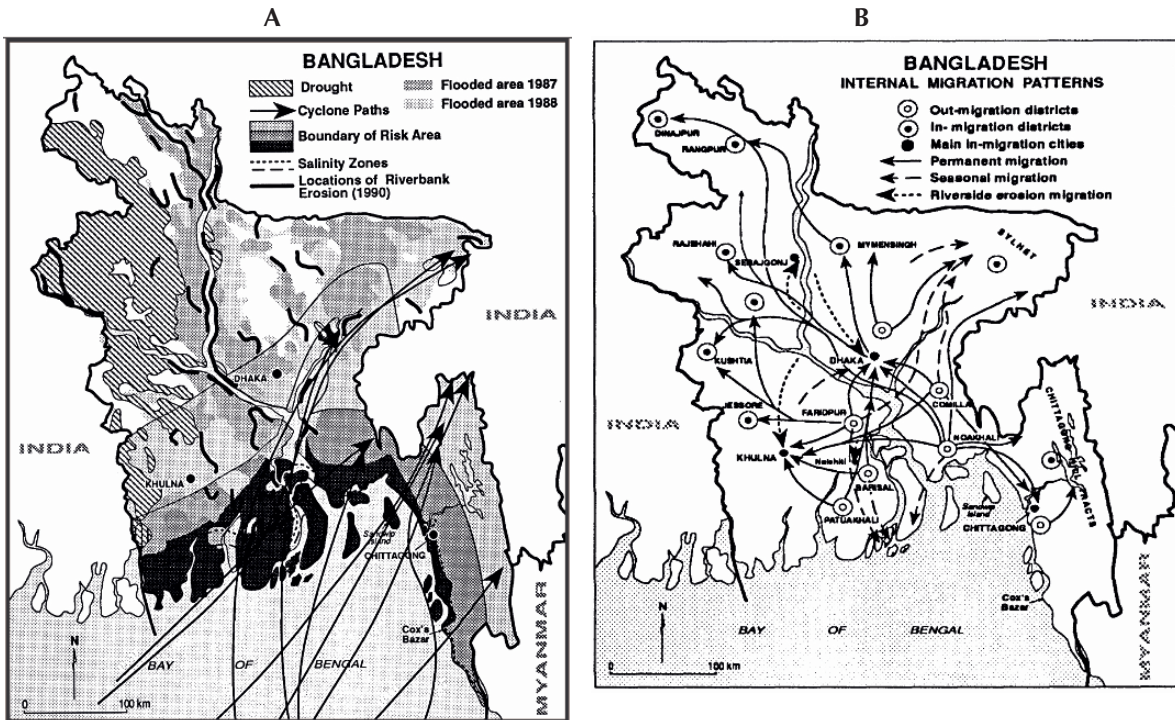 A
BANGLADESH
Drought
Flooded area 1987
Cyclone Paths
Flooded area 1988
Boundary of Risk Area
Salinity Zones
Locations of Riverbank
Erosion (1990)
INDIA
DHAKA
INDIA
KHULNA
Sandwip
Island
CHITTAGONG
Cox's
Bazar
N
BAY OF BENGAL
MYANMAR
0 100 km
B
BANGLADESH
INTERNAL MIGRATION PATTERNS
Out-migration districts
In- migration districts
Main in-migration cities
Permanent migration
Seasonal migration
Riverside erosion migration
DINAJPUR
RANGPUR
RAJSHAHI
SERAJGONJ
MYMENSINGH
SYLHET
INDIA
KUSHTIA
DHAKA
JESSORE
FARIDPUR
COMILLA
INDIA
NOAKHALI
CHITTAGONG HILL TRACTS
KHULNA
BARISAL
PATUAKHALI
Sandwip
Island
CHITTAGONG
Cox's
Bazar
N
BAY OF BENGAL
MYANMAR
0 100 km